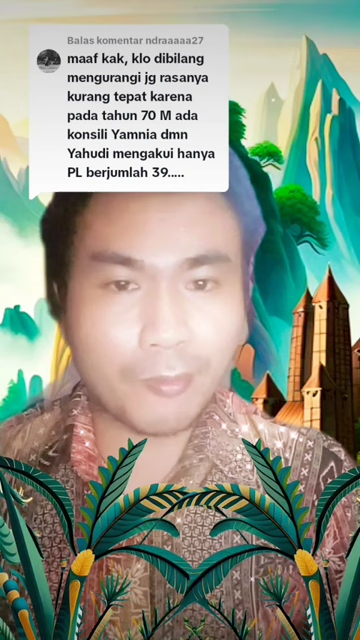 Balas komentar ndraaaaa27
maaf kak, klo dibilang
mengurangi jg rasanya
kurang tepat karena
pada tahun 70 M ada
konsili Yamnia dmn
Yahudi mengakui hanya
PL berjumlah 39.....